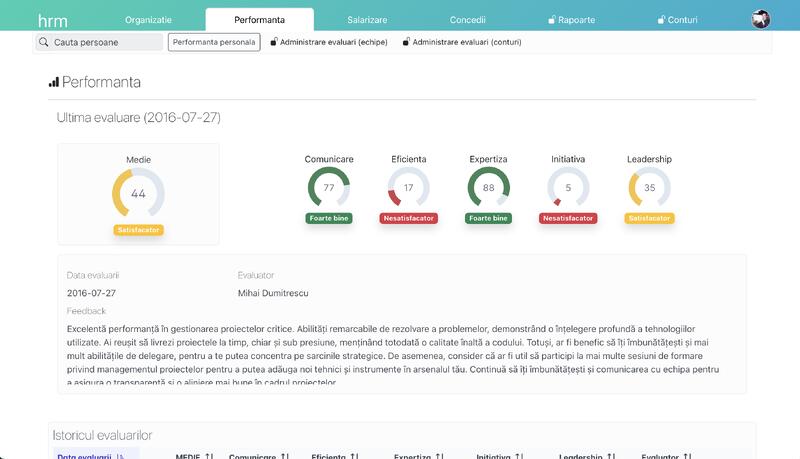 hrm
Organizatie Performanta Salarizare Concedii Rapoarte Conturi
Cauta persoane Performanta personala Administrare evaluari (echipe) Administrare evaluari (conturi)
Performanta
Ultima evaluare (2016-07-27)
Medie
44
Satisfacator
Comunicare Eficienta Expertiza Initiativa Leadership
77 17 88 5 35
Foarte bine Nesatisfacator Foarte bine Nesatisfacator Satisfacator
Data evaluarii Evaluator
2016-07-27 Mihai Dumitrescu
Feedback
Excelentă performanță în gestionarea proiectelor critice. Abilități remarcabile de rezolvare a problemelor, demonstrând o înțelegere profundă a tehnologiilor
utilizate. Ai reușit să livrezi proiectele la timp, chiar și sub presiune, menținând totodată o calitate înaltă a codului. Totuși, ar fi benefic să îți îmbunătățești și mai
mult abilitățile de delegare, pentru a te putea concentra pe sarcinile strategice. De asemenea, consider că ar fi util să participi la mai multe sesiuni de formare
privind managementul proiectelor pentru a putea adăuga noi tehnici și instrumente în arsenalul tău. Continuă să îți îmbunătățești și comunicarea cu echipa pentru
a asigura o transparență și o aliniere mai bune în cadrul proiectelor.
Istoricul evaluarilor
Data evaluarii MEDIE Comunicare Eficienta Expertiza Initiativa Leadership Evaluator